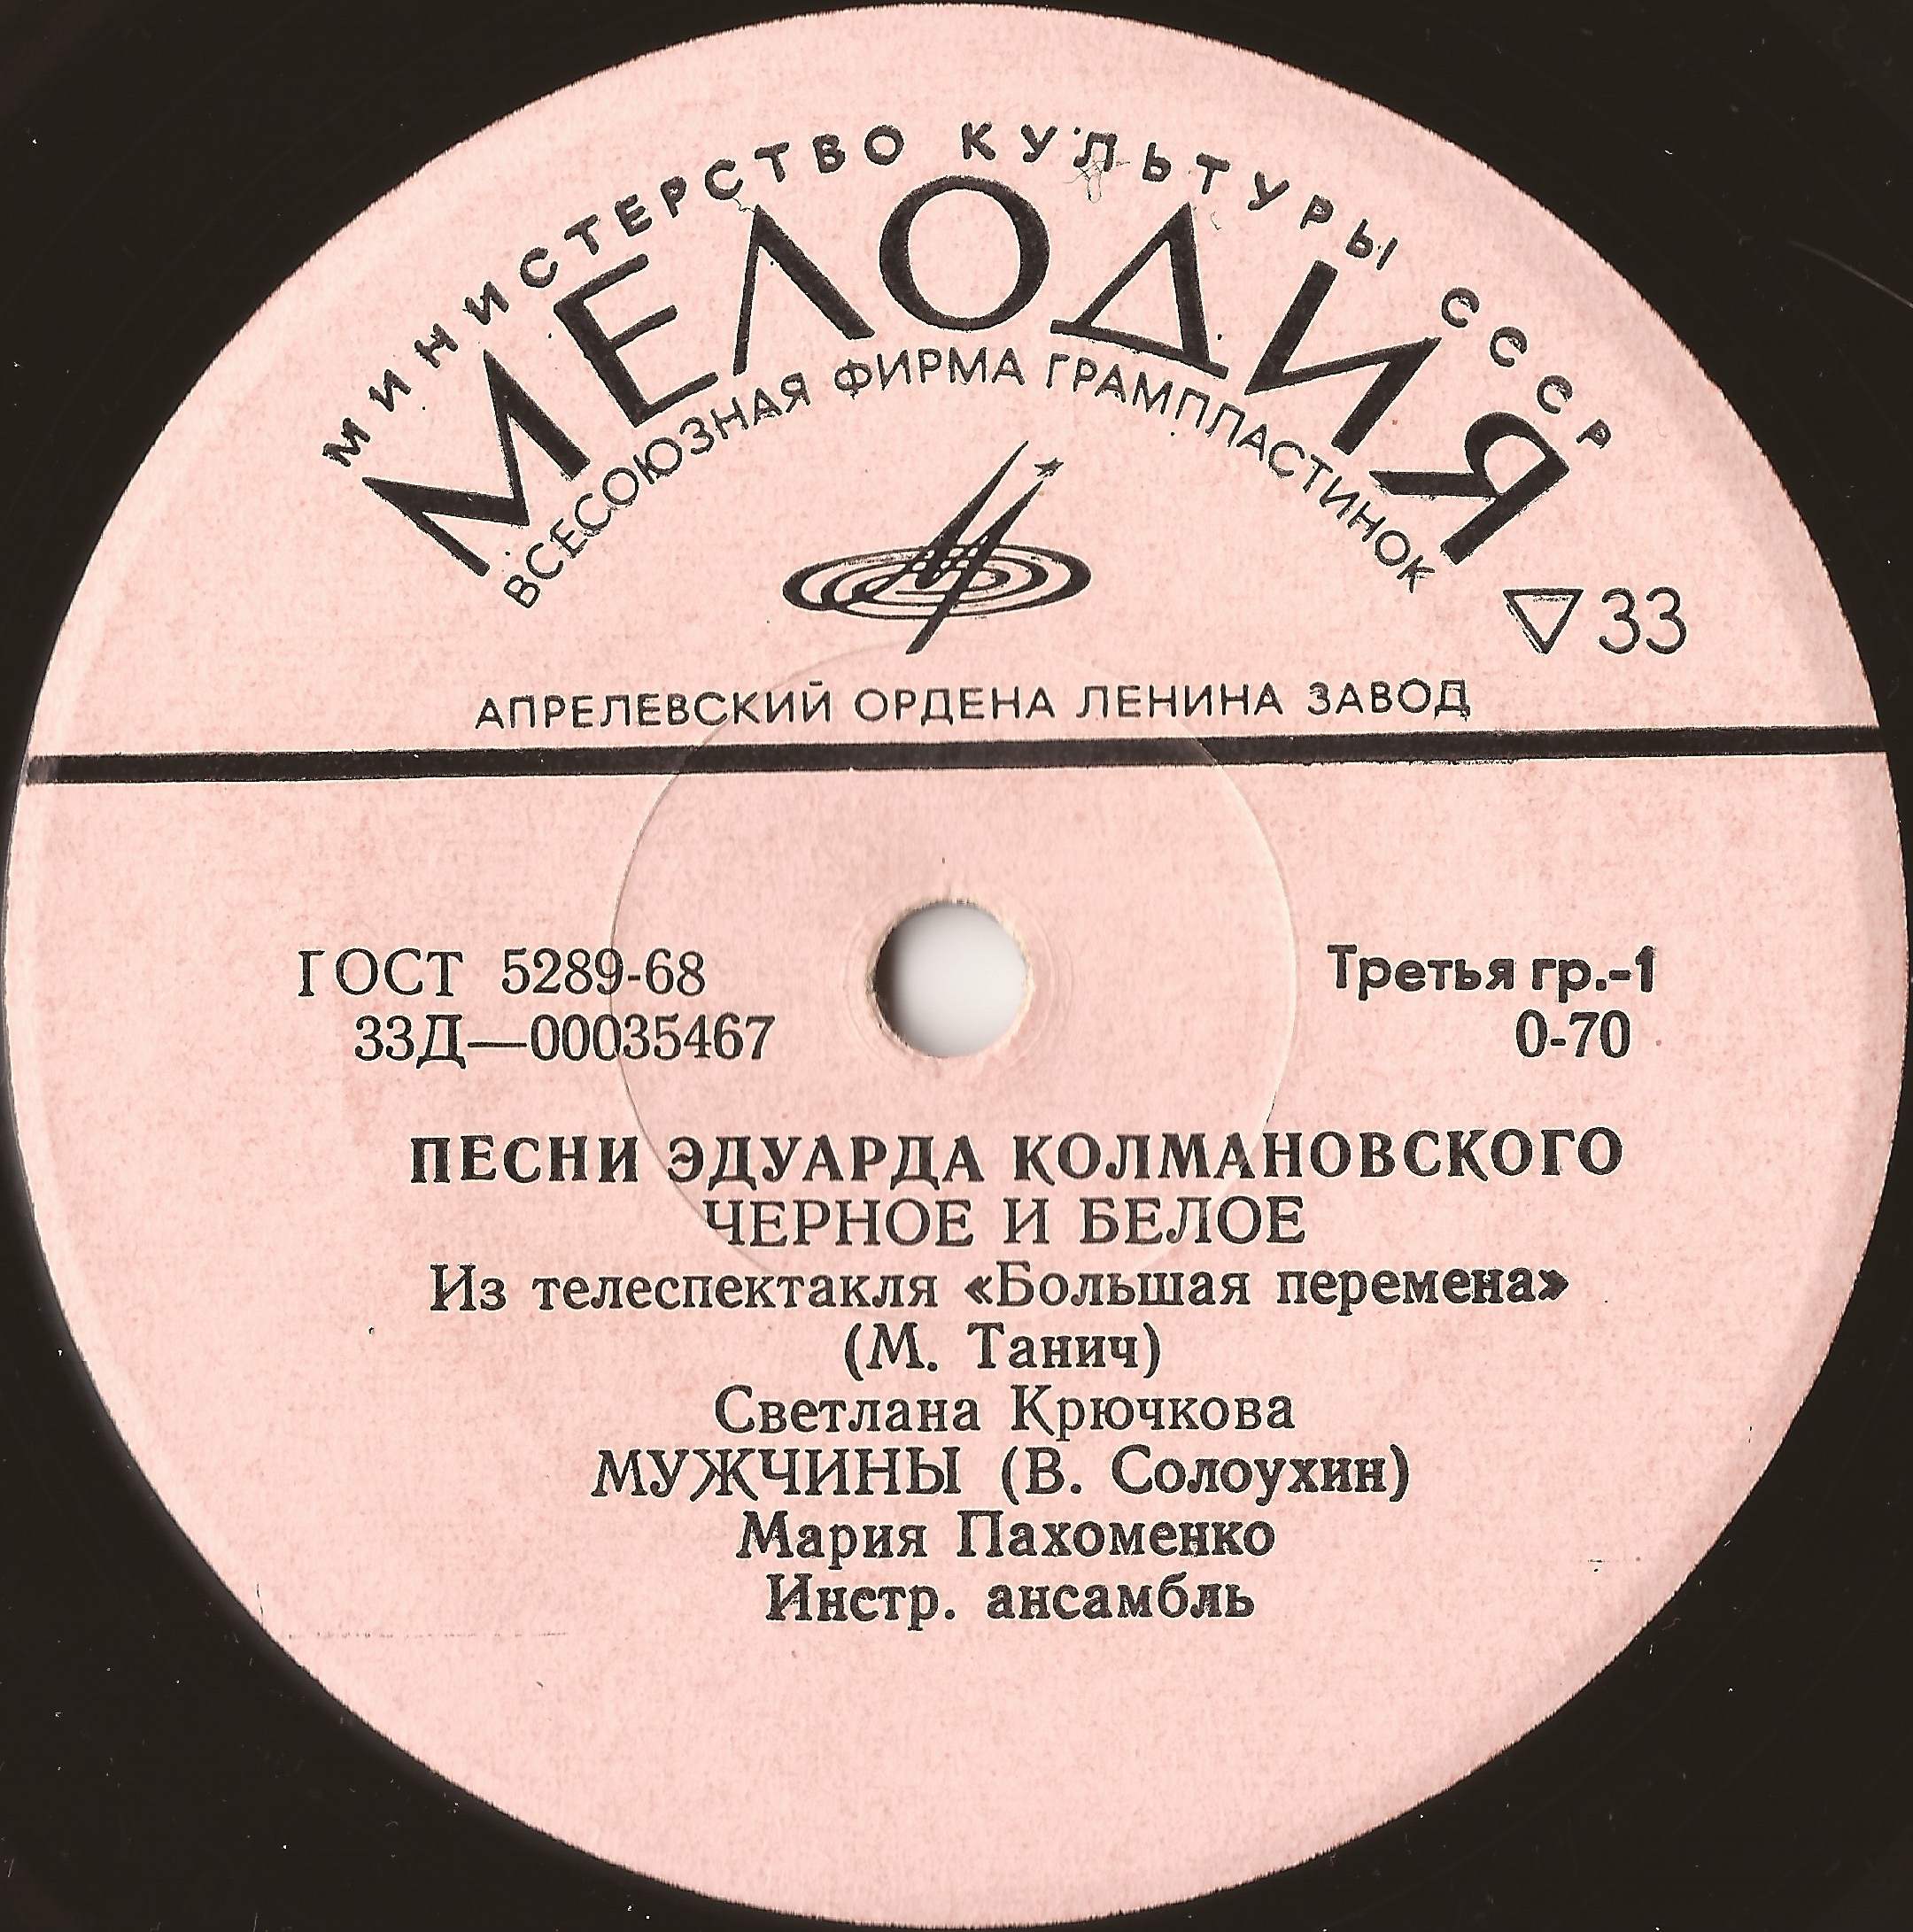 МИНИСТЕРСТВО КУЛЬТУРЫ СССР
МЕЛОДИЯ
ВСЕСОЮЗНАЯ ФИРМА ГРАМПЛАСТИНОК
33
АПРЕЛЕВСКИЙ ОРДЕНА ЛЕНИНА ЗАВОД
ГОСТ 5289-68 Третья гр.-1
33Д—00035467 0-70
ПЕСНИ ЭДУАРДА КОЛМАНОВСКОГО
ЧЕРНОЕ И БЕЛОЕ
Из телеспектакля «Большая перемена»
(М. Танич)
Светлана Крючкова
МУЖЧИНЫ (В. Солоухин)
Мария Пахоменко
Инстр. ансамбль